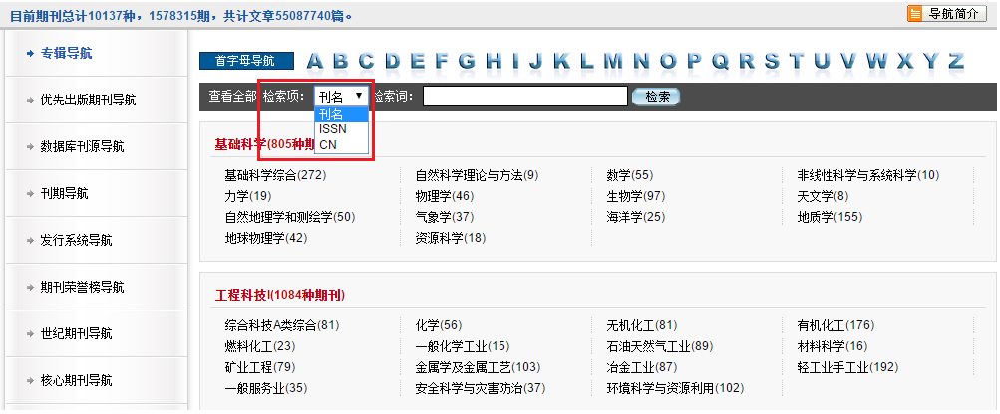 目前期刊总计10137种，1578315期，共计文章55087740篇。
导航简介
专辑导航
优先出版期刊导航
数据库刊源导航
刊期导航
发行系统导航
期刊荣誉榜导航
世纪期刊导航
核心期刊导航
首字母导航 A B C D E F G H I J K L M N O P Q R S T U V W X Y Z
查看全部 检索项： 刊名 检索词： 检索
刊名
ISSN
CN
基础科学(805种期
基础科学综合(272) 自然科学理论与方法(9) 数学(55) 非线性科学与系统科学(10)
力学(19) 物理学(46) 生物学(97) 天文学(8)
自然地理学和测绘学(50) 气象学(37) 海洋学(25) 地质学(155)
地球物理学(42) 资源科学(18)
工程科技I(1084种期刊)
综合科技A类综合(81) 化学(56) 无机化工(81) 有机化工(176)
燃料化工(23) 一般化学工业(15) 石油天然气工业(89) 材料科学(16)
矿业工程(79) 金属学及金属工艺(103) 冶金工业(87) 轻工业手工业(192)
一般服务业(35) 安全科学与灾害防治(37) 环境科学与资源利用(102)